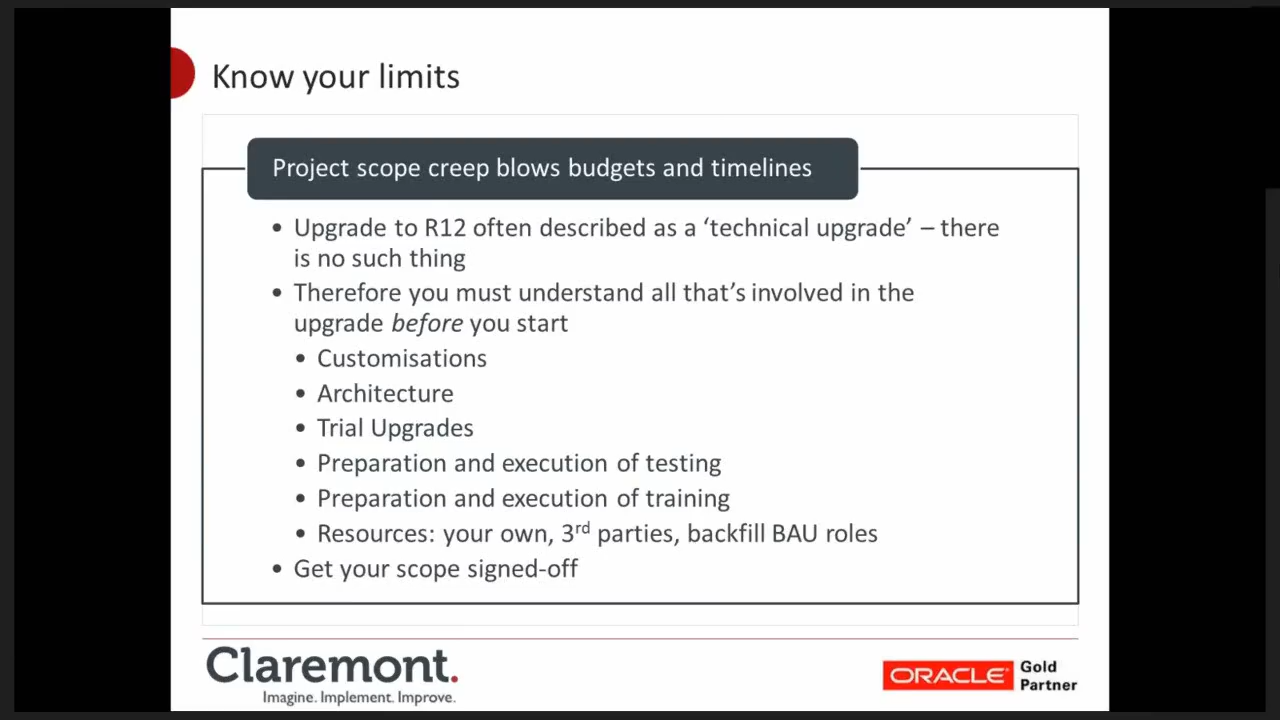 Know your limits
Project scope creep blows budgets and timelines
• Upgrade to R12 often described as a ‘technical upgrade’ – there
is no such thing
• Therefore you must understand all that’s involved in the
upgrade before you start
• Customisations
• Architecture
• Trial Upgrades
• Preparation and execution of testing
• Preparation and execution of training
• Resources: your own, 3rd parties, backfill BAU roles
• Get your scope signed-off
Claremont.
Imagine. Implement. Improve.
ORACLE Gold
Partner